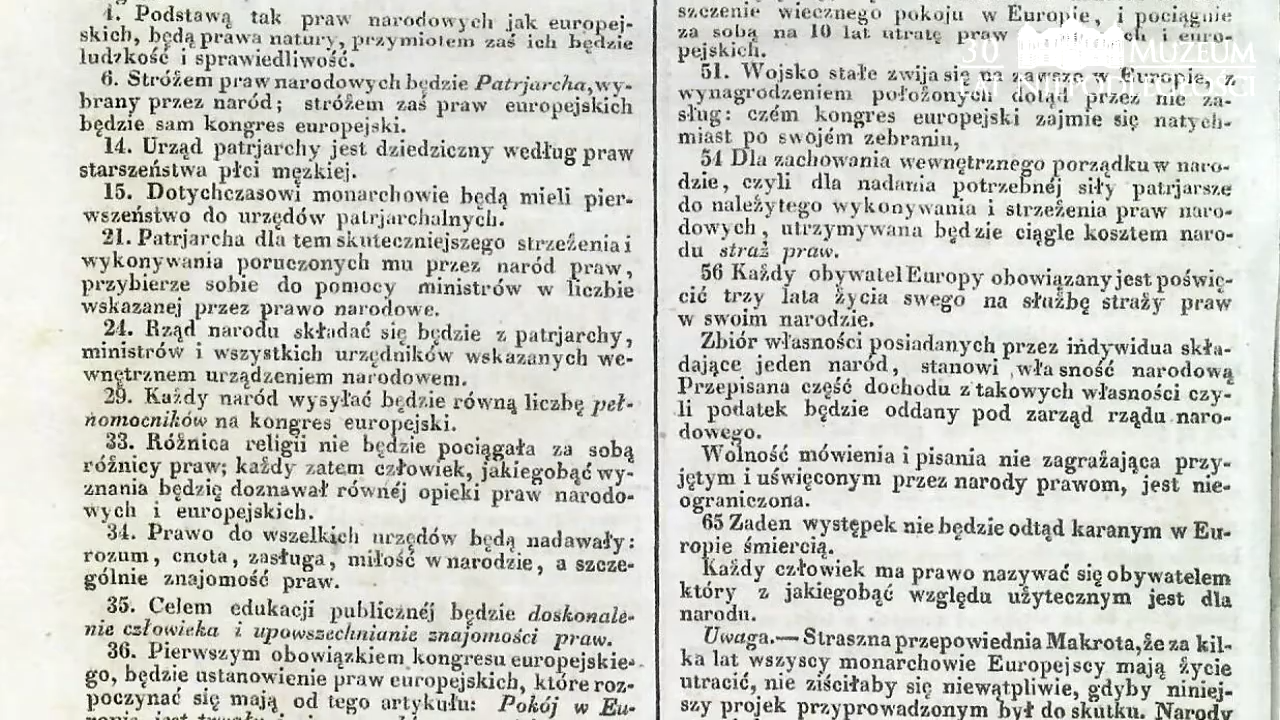 4. Podstawą tak praw narodowych jak europej-
skich, będą prawa natury, przymiotem zaś ich będzie
ludzkość i sprawiedliwość.
6. Stróżem praw narodowych będzie Patrjarcha, wy-
brany przez naród; stróżem zaś praw europejskich
będzie sam kongres europejski.
14. Urząd patrjarchy jest dziedziczny według praw
starszeństwa płci męzkiej.
15. Dotychczasowi monarchowie będą mieli pier-
wszeństwo do urzędów patrjarchalnych.
21. Patrjarcha dla tem skuteczniejszego strzeżenia i
wykonywania poruczonych mu przez naród praw,
przybierze sobie do pomocy ministrów w liczbie
wskazanej przez prawo narodowe.
24. Rząd narodu składać się będzie z patrjarchy,
ministrów i wszystkich urzędników wskazanych we-
wnętrznem urządzeniem narodowem.
29. Każdy naród wysyłać będzie równą liczbę peł-
nomocników na kongres europejski.
33. Różnica religii nie będzie pociągała za sobą
różnicy praw; każdy zatem człowiek, jakiegobąć wy-
znania będzię doznawał równéj opieki praw narodo-
wych i europejskich.
34. Prawo do wszelkich urzędów będą nadawały:
rozum, cnota, zasługa, miłość w narodzie, a szcze-
gólnie znajomość praw.
35. Celem edukacji publicznéj będzie doskonale-
nie człowieka i upowszechnianie znajomości praw.
36. Pierwszym obowiązkiem kongresu europejskie-
go, będzie ustanowienie praw europejskich, które roz-
poczynać się mają od tego artykułu: Pokój w Eu-
ropie jest trwały i
szczenie wiecznego pokoju w Europie, i pociągnie
za sobą na 10 lat utratę praw i euro-
pejskich.
51. Wojsko stałe zwija się na zawsze w Europie,
wynagrodzeniem położonych dotąd przez nie za-
sług: czém kongres europejski zajmie się natych-
miast po swojém zebraniu,
54 Dla zachowania wewnętrznego porządku w naro-
dzie, czyli dla nadania potrzebnéj siły patrjarsze
do należytego wykonywania i strzeżenia praw naro-
dowych, utrzymywana będzie ciągle kosztem naro-
du straż praw.
56 Każdy obywatel Europy obowiązany jest poświę-
cić trzy lata życia swego na służbę straży praw
w swoim narodzie.
Zbiór własności posiadanych przez indywidua skła-
dające jeden naród, stanowi własność narodową
Przepisana część dochodu z takowych własności czy-
li podatek będzie oddany pod zarząd rządu naro-
dowego.
Wolność mówienia i pisania nie zagrażająca przy-
jętym i uświęconym przez narody prawom, jest nie-
ograniczona.
65 Zaden występek nie będzie odtąd karanym w Eu-
ropie śmiercią.
Każdy człowiek ma prawo nazywać się obywatelem
który z jakiegobąć względu użytecznym jest dla
narodu.
Uwaga.— Straszna przepowiednia Makrota, że za kil-
ka lat wszyscy monarchowie Europejscy mają życie
utracić, nie ziściłaby się niewątpliwie, gdyby niniej-
szy projek przyprowadzonym był do skutku. Narody
30 LAT MUZEUM NIEPODLEGŁOŚCI